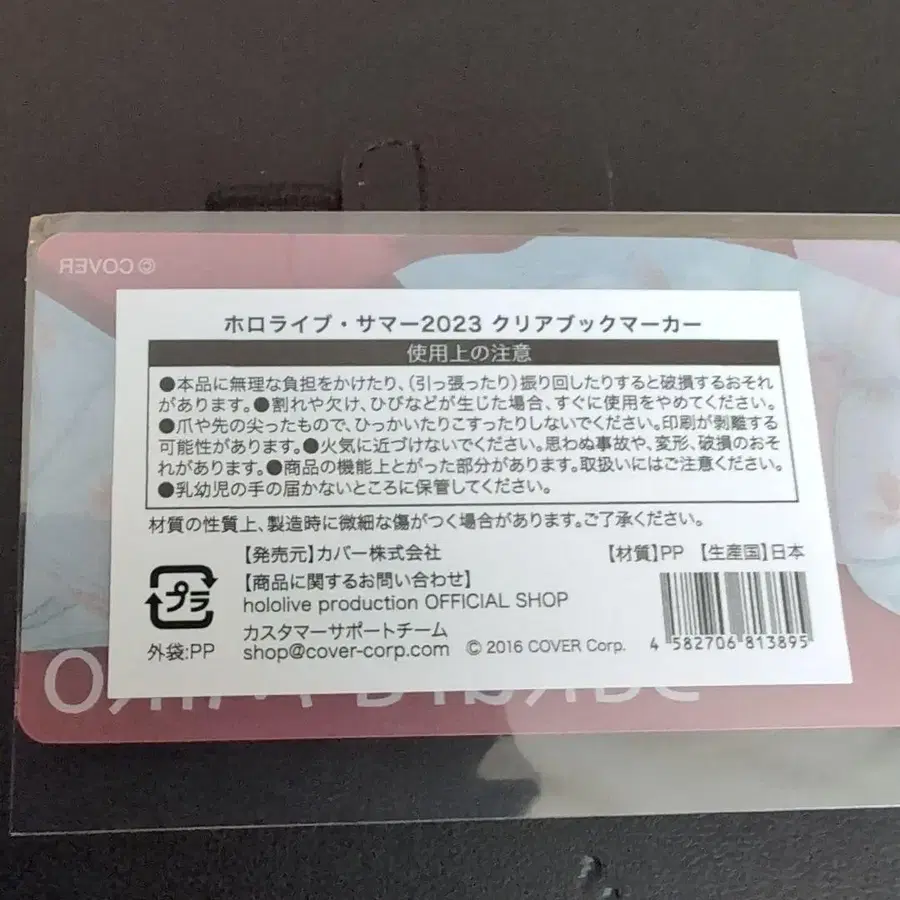 © COVER
ホロライブ・サマー2023 クリアブックマーカー
使用上の注意
●本品に無理な負担をかけたり、(引っ張ったり)振り回したりすると破損するおそれ
があります。●割れや欠け、ひびなどが生じた場合、すぐに使用をやめてください。
●爪や先の尖ったもので、ひっかいたりこすったりしないでください。印刷が剥離する
可能性があります。●火気に近づけないでください。思わぬ事故や、変形、破損のおそ
れがあります。●商品の機能上とがった部分があります。取扱いにはご注意ください。
●乳幼児の手の届かないところに保管してください。
材質の性質上、製造時に微細な傷がつく場合があります。ご了承ください。
【発売元】カバー株式会社 【材質】PP 【生産国】日本
【商品に関するお問い合わせ】
hololive production OFFICIAL SHOP
プラ
カスタマーサポートチーム
外袋:PP shop@cover-corp.com © 2016 COVER Corp. 4 582706 813895